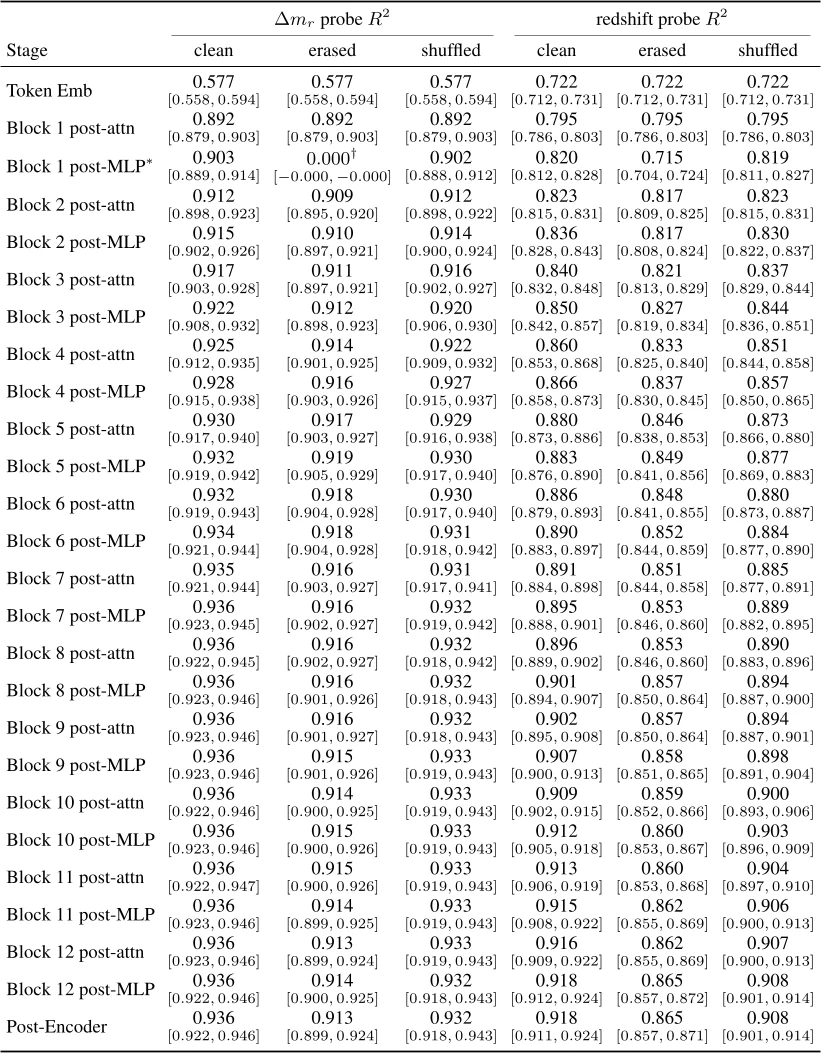 Δm_r probe R² redshift probe R²
Stage clean erased shuffled clean erased shuffled
Token Emb 0.577 0.577 0.577 0.722 0.722 0.722
[0.558, 0.594] [0.558, 0.594] [0.558, 0.594] [0.712, 0.731] [0.712, 0.731] [0.712, 0.731]
Block 1 post-attn 0.892 0.892 0.892 0.795 0.795 0.795
[0.879, 0.903] [0.879, 0.903] [0.879, 0.903] [0.786, 0.803] [0.786, 0.803] [0.786, 0.803]
Block 1 post-MLP* 0.903 0.000† 0.902 0.820 0.715 0.819
[0.889, 0.914] [−0.000, −0.000] [0.888, 0.912] [0.812, 0.828] [0.704, 0.724] [0.811, 0.827]
Block 2 post-attn 0.912 0.909 0.912 0.823 0.817 0.823
[0.898, 0.923] [0.895, 0.920] [0.898, 0.922] [0.815, 0.831] [0.809, 0.825] [0.815, 0.831]
Block 2 post-MLP 0.915 0.910 0.914 0.836 0.817 0.830
[0.902, 0.926] [0.897, 0.921] [0.900, 0.924] [0.828, 0.843] [0.808, 0.824] [0.822, 0.837]
Block 3 post-attn 0.917 0.911 0.916 0.840 0.821 0.837
[0.903, 0.928] [0.897, 0.921] [0.902, 0.927] [0.832, 0.848] [0.813, 0.829] [0.829, 0.844]
Block 3 post-MLP 0.922 0.912 0.920 0.850 0.827 0.844
[0.908, 0.932] [0.898, 0.923] [0.906, 0.930] [0.842, 0.857] [0.819, 0.834] [0.836, 0.851]
Block 4 post-attn 0.925 0.914 0.922 0.860 0.833 0.851
[0.912, 0.935] [0.901, 0.925] [0.909, 0.932] [0.853, 0.868] [0.825, 0.840] [0.844, 0.858]
Block 4 post-MLP 0.928 0.916 0.927 0.866 0.837 0.857
[0.915, 0.938] [0.903, 0.926] [0.915, 0.937] [0.858, 0.873] [0.830, 0.845] [0.850, 0.865]
Block 5 post-attn 0.930 0.917 0.929 0.880 0.846 0.873
[0.917, 0.940] [0.903, 0.927] [0.916, 0.938] [0.873, 0.886] [0.838, 0.853] [0.866, 0.880]
Block 5 post-MLP 0.932 0.919 0.930 0.883 0.849 0.877
[0.919, 0.942] [0.905, 0.929] [0.917, 0.940] [0.876, 0.890] [0.841, 0.856] [0.869, 0.883]
Block 6 post-attn 0.932 0.918 0.930 0.886 0.848 0.880
[0.919, 0.943] [0.904, 0.928] [0.917, 0.940] [0.879, 0.893] [0.841, 0.855] [0.873, 0.887]
Block 6 post-MLP 0.934 0.918 0.931 0.890 0.852 0.884
[0.921, 0.944] [0.904, 0.928] [0.918, 0.942] [0.883, 0.897] [0.844, 0.859] [0.877, 0.890]
Block 7 post-attn 0.935 0.916 0.931 0.891 0.851 0.885
[0.921, 0.944] [0.903, 0.927] [0.917, 0.941] [0.884, 0.898] [0.844, 0.858] [0.877, 0.891]
Block 7 post-MLP 0.936 0.916 0.932 0.895 0.853 0.889
[0.923, 0.945] [0.902, 0.927] [0.919, 0.942] [0.888, 0.901] [0.846, 0.860] [0.882, 0.895]
Block 8 post-attn 0.936 0.916 0.932 0.896 0.853 0.890
[0.922, 0.945] [0.902, 0.927] [0.918, 0.942] [0.889, 0.902] [0.846, 0.860] [0.883, 0.896]
Block 8 post-MLP 0.936 0.916 0.932 0.901 0.857 0.894
[0.923, 0.946] [0.901, 0.926] [0.918, 0.943] [0.894, 0.907] [0.850, 0.864] [0.887, 0.900]
Block 9 post-attn 0.936 0.916 0.932 0.902 0.857 0.894
[0.923, 0.946] [0.901, 0.927] [0.918, 0.943] [0.895, 0.908] [0.850, 0.864] [0.887, 0.901]
Block 9 post-MLP 0.936 0.915 0.933 0.907 0.858 0.898
[0.923, 0.946] [0.901, 0.926] [0.919, 0.943] [0.900, 0.913] [0.851, 0.865] [0.891, 0.904]
Block 10 post-attn 0.936 0.914 0.933 0.909 0.859 0.900
[0.922, 0.946] [0.900, 0.925] [0.919, 0.943] [0.902, 0.915] [0.852, 0.866] [0.893, 0.906]
Block 10 post-MLP 0.936 0.915 0.933 0.912 0.860 0.903
[0.923, 0.946] [0.900, 0.926] [0.919, 0.943] [0.905, 0.918] [0.853, 0.867] [0.896, 0.909]
Block 11 post-attn 0.936 0.915 0.933 0.913 0.860 0.904
[0.922, 0.947] [0.900, 0.926] [0.919, 0.943] [0.906, 0.919] [0.853, 0.868] [0.897, 0.910]
Block 11 post-MLP 0.936 0.914 0.933 0.915 0.862 0.906
[0.923, 0.946] [0.899, 0.925] [0.919, 0.943] [0.908, 0.922] [0.855, 0.869] [0.900, 0.913]
Block 12 post-attn 0.936 0.913 0.933 0.916 0.862 0.907
[0.923, 0.946] [0.899, 0.924] [0.919, 0.943] [0.909, 0.922] [0.855, 0.869] [0.900, 0.913]
Block 12 post-MLP 0.936 0.914 0.932 0.918 0.865 0.908
[0.922, 0.946] [0.900, 0.925] [0.918, 0.943] [0.912, 0.924] [0.857, 0.872] [0.901, 0.914]
Post-Encoder 0.936 0.913 0.932 0.918 0.865 0.908
[0.922, 0.946] [0.899, 0.924] [0.918, 0.943] [0.911, 0.924] [0.857, 0.871] [0.901, 0.914]